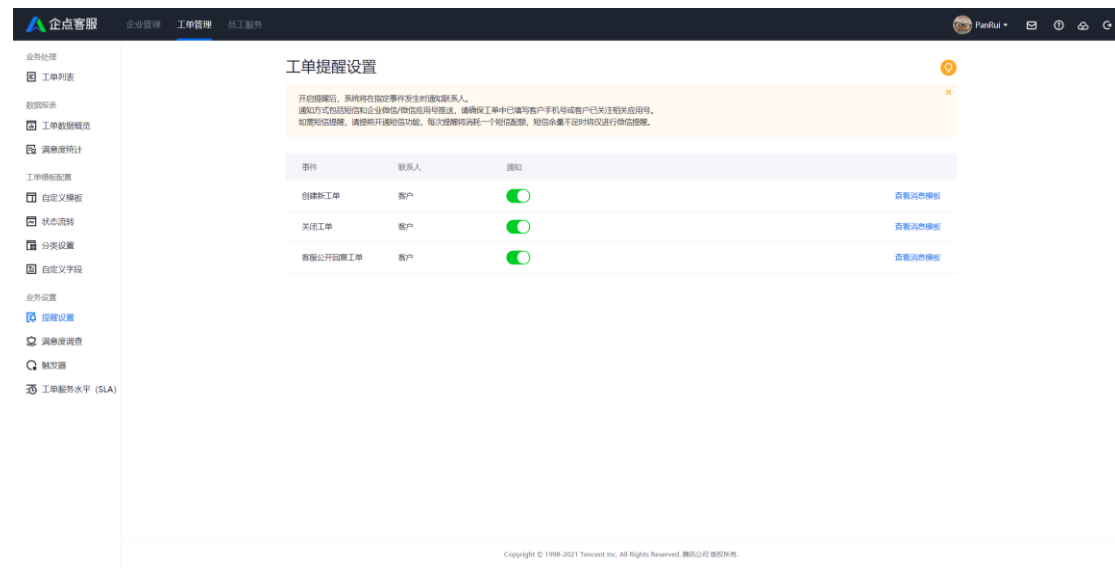 企点客服
企业管理 工单管理 员工服务
PanRui
业务处理
工单列表
数据报表
工单数据概览
满意度统计
工单模板配置
自定义模板
状态流转
分类设置
自定义字段
业务设置
提醒设置
满意度调查
触发器
工单服务水平（SLA）
工单提醒设置
开启提醒后，系统将在指定事件发生时通知联系人。
通知方式包括短信和企业微信/微信应用号推送，请确保工单中已填写客户手机号或客户已关注相关应用号。
如需短信提醒，请提前开通短信功能，每次提醒将消耗一个短信配额，短信余量不足时将仅进行微信提醒。
事件 联系人 通知
创建新工单 客户 查看消息模板
关闭工单 客户 查看消息模板
客服公开回复工单 客户 查看消息模板
Copyright © 1998-2021 Tencent Inc. All Rights Reserved. 腾讯公司 版权所有.